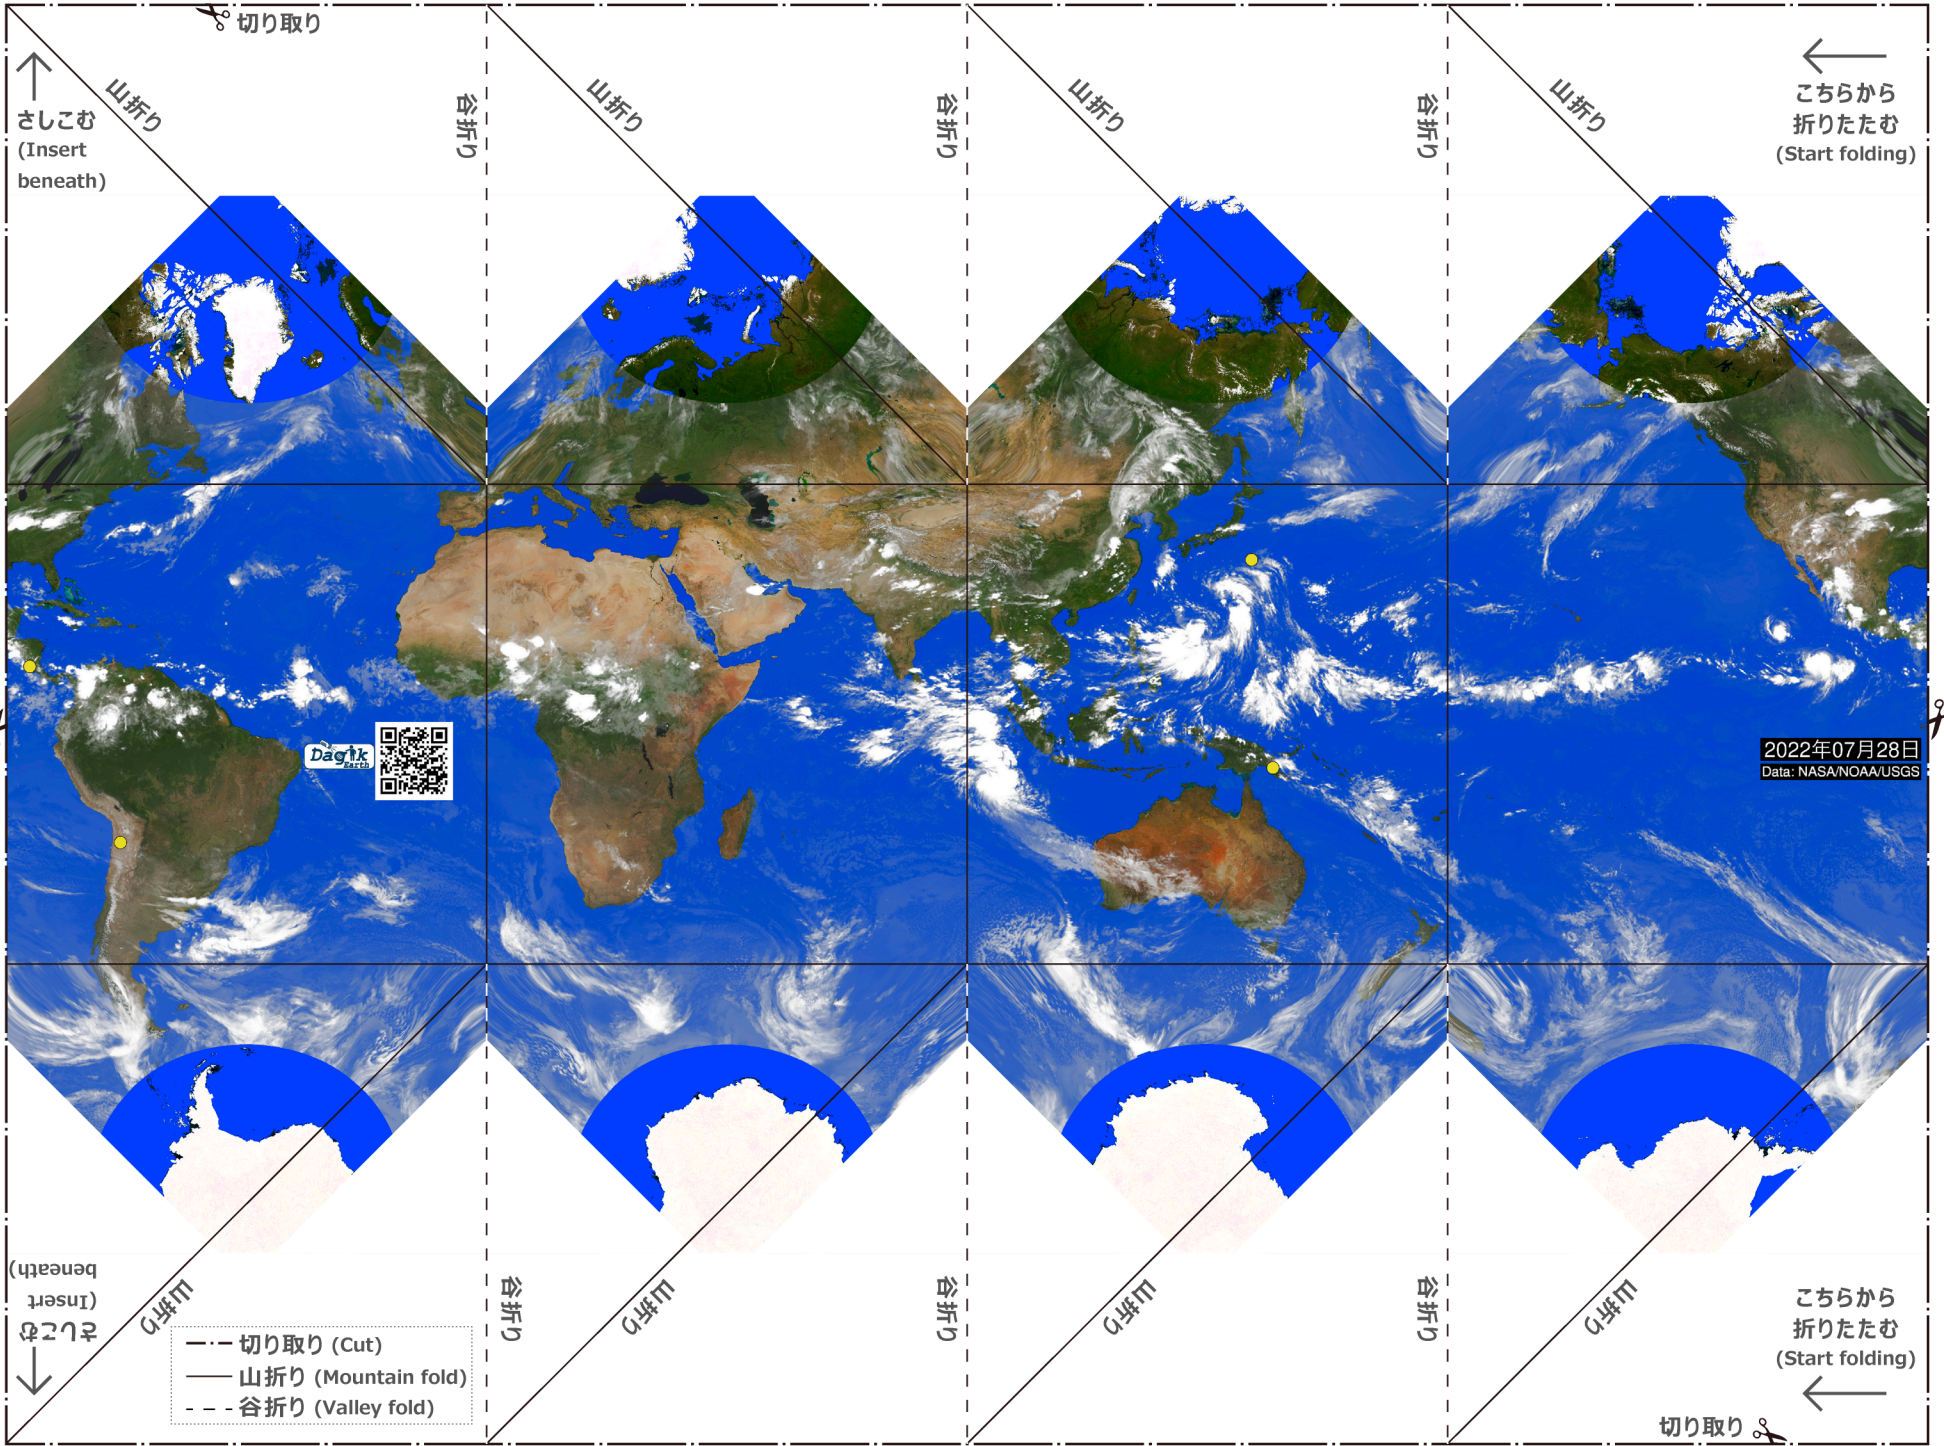 切り取り
山折り
谷折り
山折り
谷折り
山折り
谷折り
山折り
さしこむ
(Insert
beneath)
こちらから
折りたたむ
(Start folding)
Dagik
Earth
2022年07月28日
Data: NASA/NOAA/USGS
さしこむ
(Insert
beneath)
山折り
谷折り
山折り
谷折り
山折り
谷折り
山折り
こちらから
折りたたむ
(Start folding)
切り取り (Cut)
山折り (Mountain fold)
谷折り (Valley fold)
切り取り